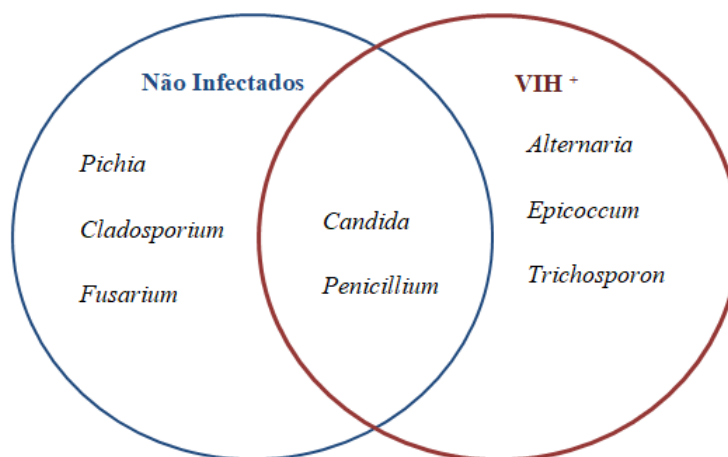 Não Infectados
Pichia
Cladosporium
Fusarium
Candida
Penicillium
VIH +
Alternaria
Epicoccum
Trichosporon